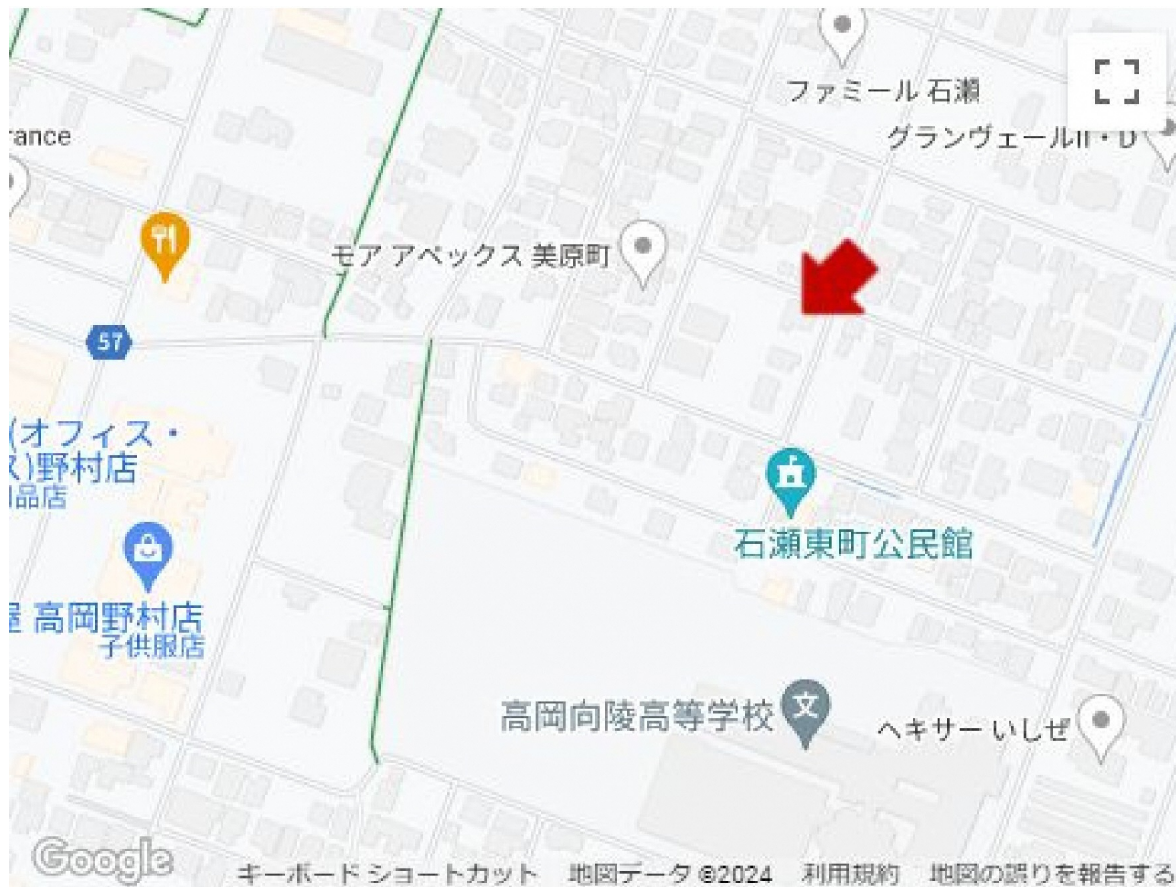 ファミール 石瀬
グランヴェールII・D
rance
モア アペックス 美原町
57
(オフィス・
ス)野村店
用品店
石瀬東町公民館
屋 高岡野村店
子供服店
高岡向陵高等学校
文
ヘキサー いしぜ
Google
キーボード ショートカット 地図データ ©2024 利用規約 地図の誤りを報告する